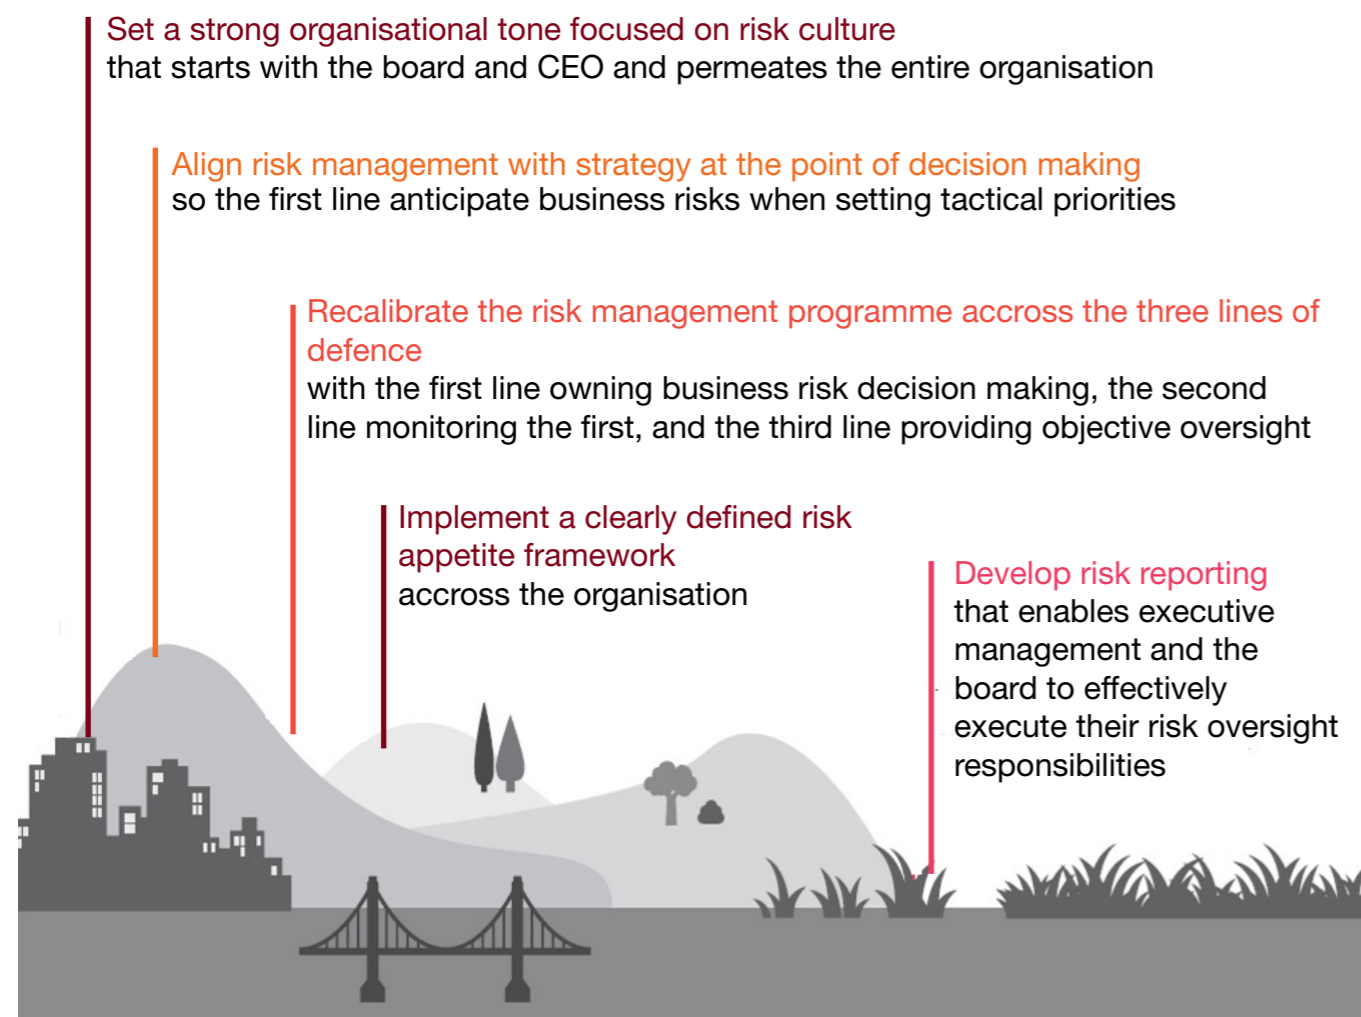 Set a strong organisational tone focused on risk culture
that starts with the board and CEO and permeates the entire organisation
Align risk management with strategy at the point of decision making
so the first line anticipate business risks when setting tactical priorities
Recalibrate the risk management programme accross the three lines of
defence
with the first line owning business risk decision making, the second
line monitoring the first, and the third line providing objective oversight
Implement a clearly defined risk
appetite framework
accross the organisation
Develop risk reporting
that enables executive
management and the
board to effectively
execute their risk oversight
responsibilities